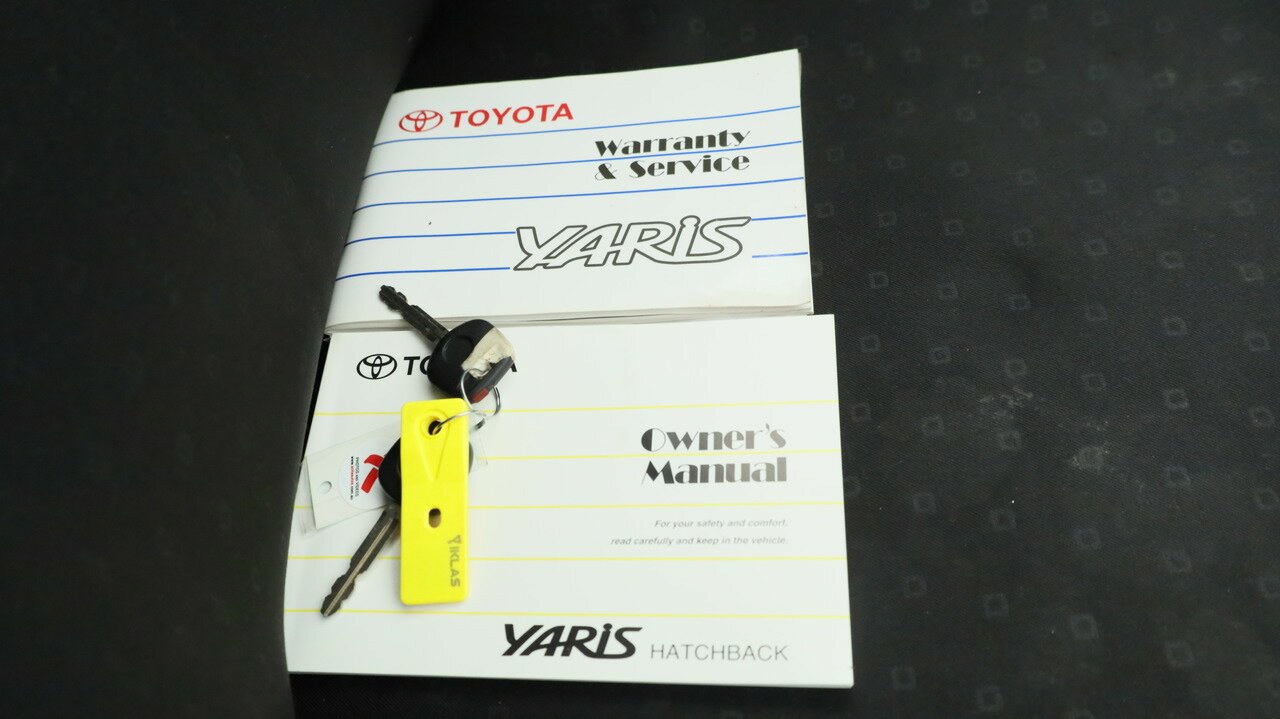 TOYOTA
Warranty
& Service
YARIS
Owner's
Manual
For your safety and comfort,
read carefully and keep in the vehicle.
IKLAS
YARIS HATCHBACK